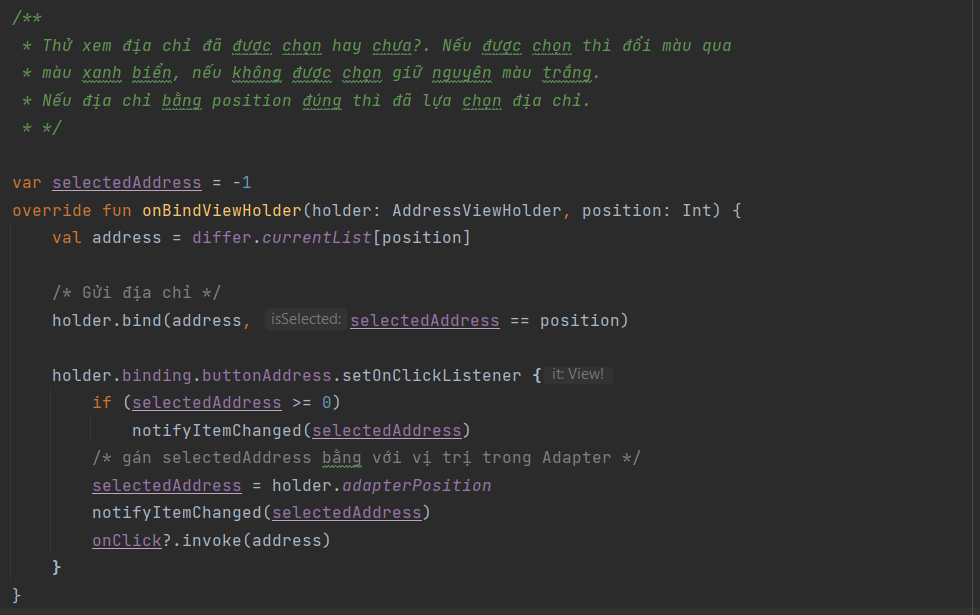 /**
* Thử xem địa chỉ đã được chọn hay chưa?. Nếu được chọn thì đổi màu qua
* màu xanh biển, nếu không được chọn giữ nguyên màu trắng.
* Nếu địa chỉ bằng position đúng thì đã lựa chọn địa chỉ.
* */
var selectedAddress = -1
override fun onBindViewHolder(holder: AddressViewHolder, position: Int) {
val address = differ.currentList[position]
/* Gửi địa chỉ */
holder.bind(address, isSelected: selectedAddress == position)
holder.binding.buttonAddress.setOnClickListener { it: View!
if (selectedAddress >= 0)
notifyItemChanged(selectedAddress)
/* gán selectedAddress bằng với vị trị trong Adapter */
selectedAddress = holder.adapterPosition
notifyItemChanged(selectedAddress)
onClick?.invoke(address)
}
}